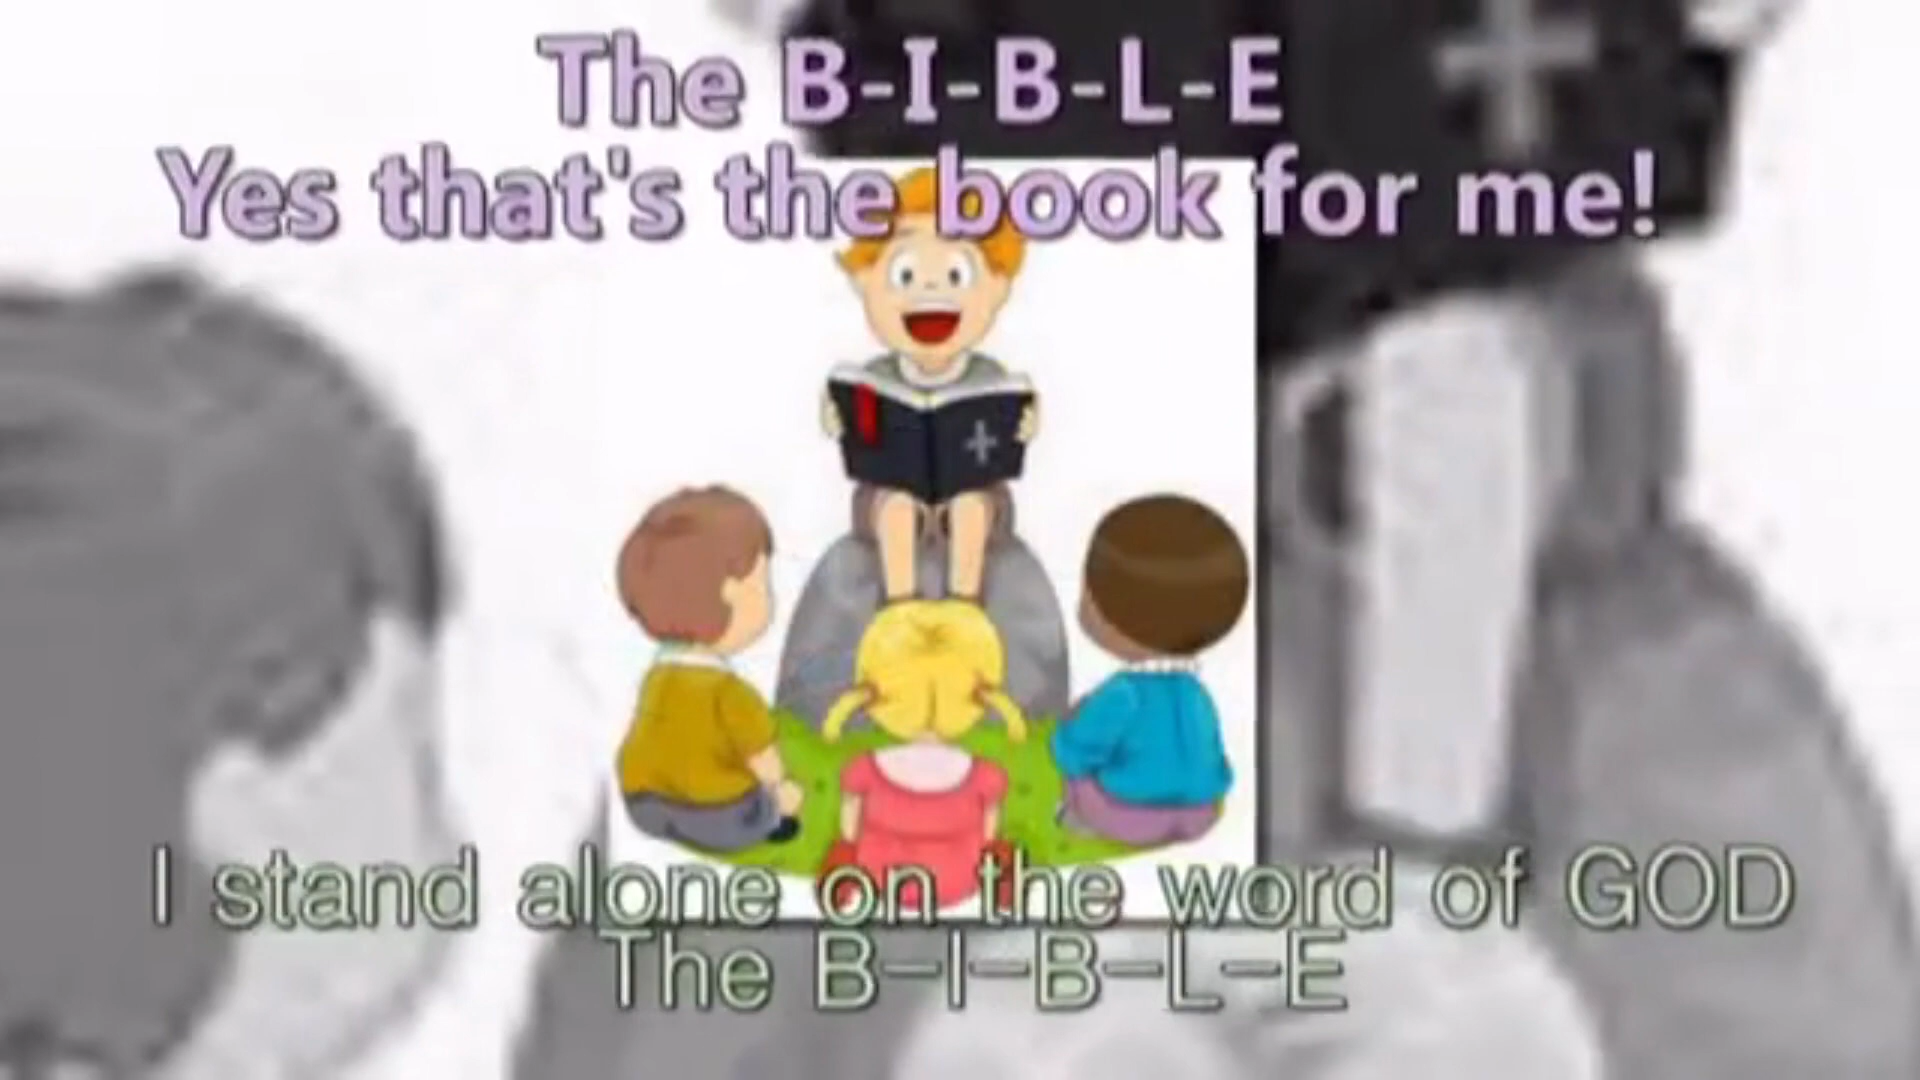 The B-I-B-L-E
Yes that's the book for me!
I stand alone on the word of GOD
The B-I-B-L-E